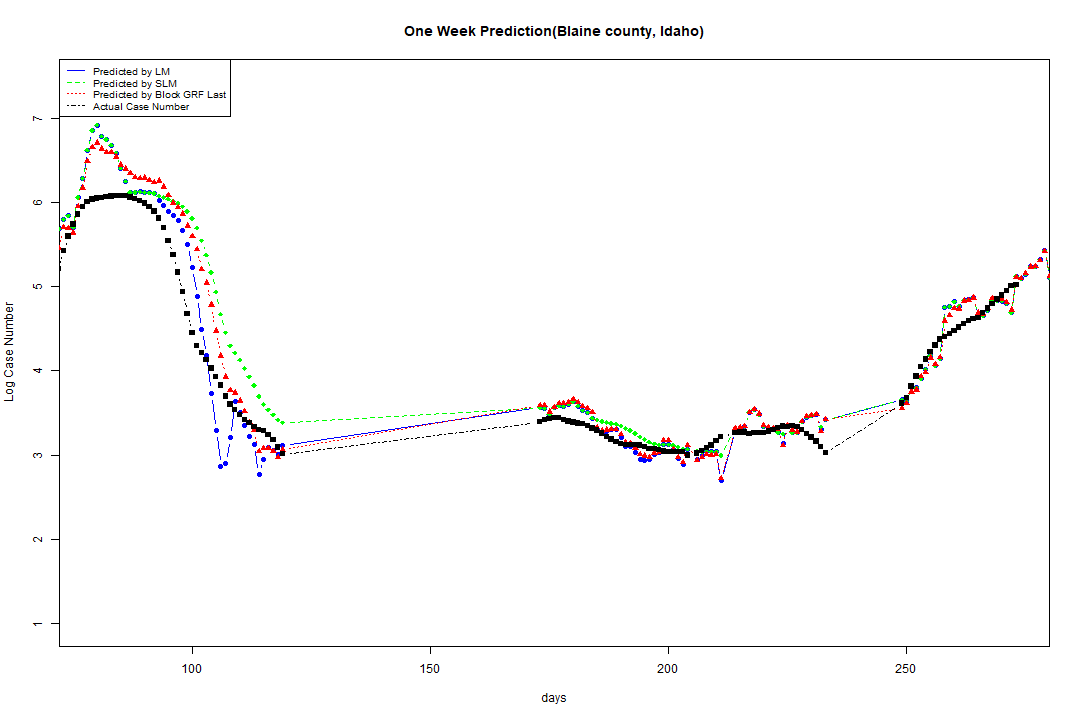 One Week Prediction(Blaine county, Idaho)
Predicted by LM
Predicted by SLM
Predicted by Block GRF Last
Actual Case Number
7
6
5
4
3
2
1
Log Case Number
100 150 200 250
days